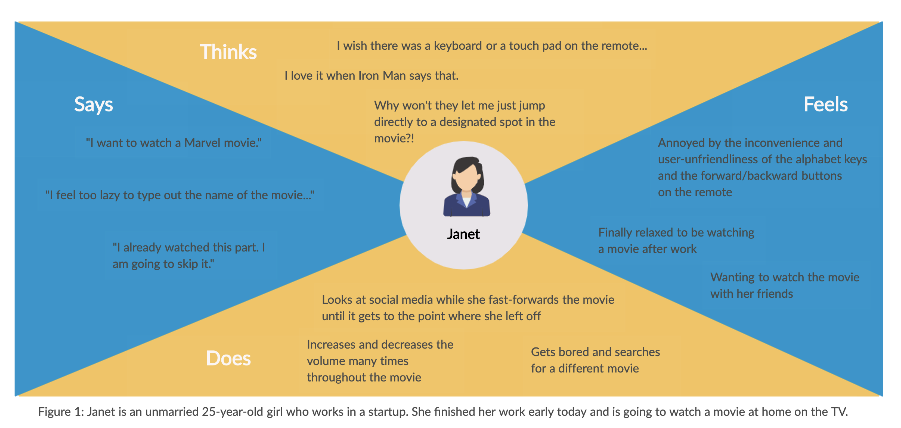 Thinks
I wish there was a keyboard or a touch pad on the remote...
I love it when Iron Man says that.
Why won't they let me just jump
directly to a designated spot in the
movie?!
Says
"I want to watch a Marvel movie."
"I feel too lazy to type out the name of the movie..."
"I already watched this part. I
am going to skip it."
Feels
Annoyed by the inconvenience and
user-unfriendliness of the alphabet keys
and the forward/backward buttons
on the remote
Finally relaxed to be watching
a movie after work
Wanting to watch the movie
with her friends
Janet
Does
Looks at social media while she fast-forwards the movie
until it gets to the point where she left off
Increases and decreases the
volume many times
throughout the movie
Gets bored and searches
for a different movie
Figure 1: Janet is an unmarried 25-year-old girl who works in a startup. She finished her work early today and is going to watch a movie at home on the TV.